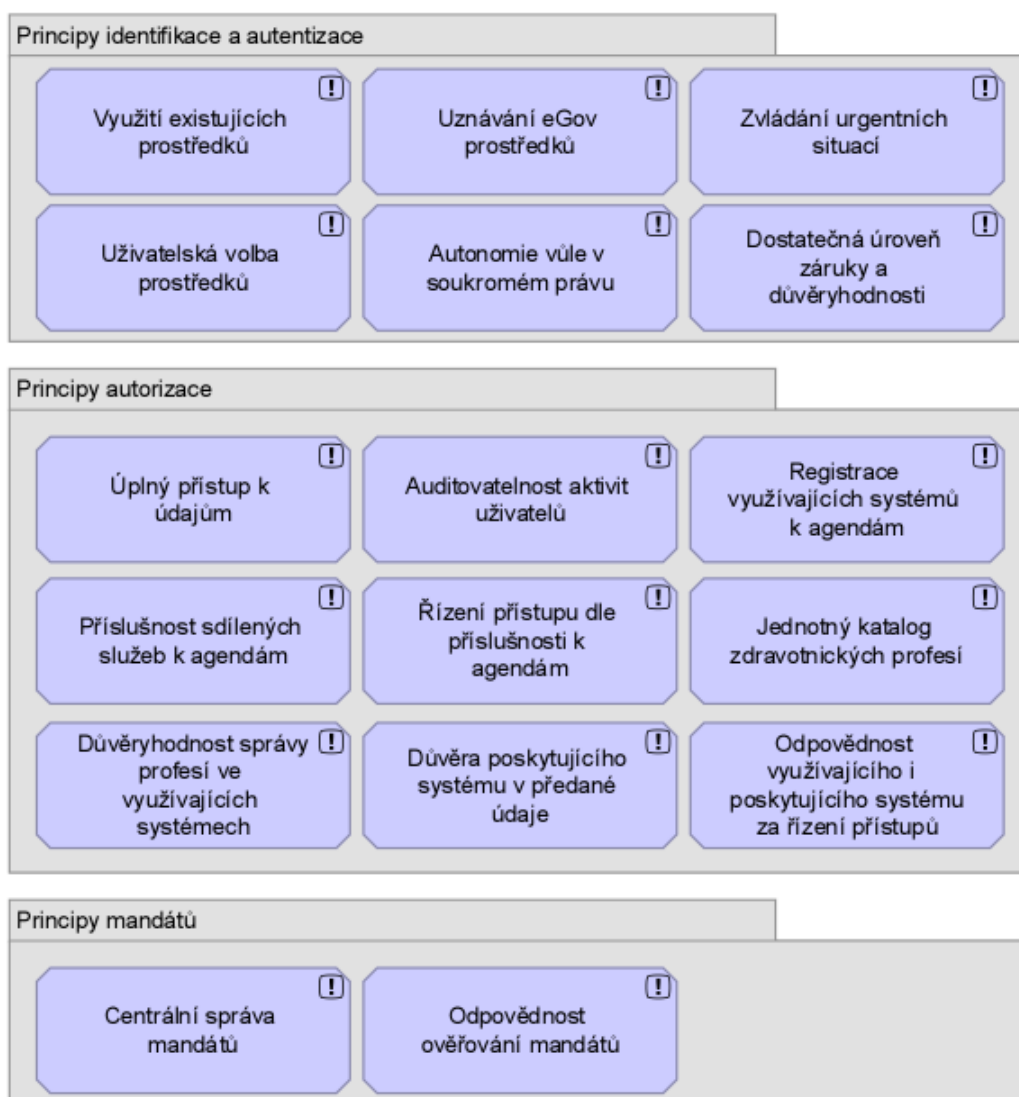 Principy identifikace a autentizace
Využití existujících
prostředků
Uznávání eGov
prostředků
Zvládání urgentních
situací
Uživatelská volba
prostředků
Autonomie vůle v
soukromém právu
Dostatečná úroveň
záruky a
důvěryhodnosti
Principy autorizace
Úplný přístup k
údajům
Auditovatelnost aktivit
uživatelů
Registrace
využívajících systémů
k agendám
Příslušnost sdílených
služeb k agendám
Řízení přístupu dle
příslušnosti k
agendám
Jednotný katalog
zdravotnických profesí
Důvěryhodnost správy
profesí ve
využívajících
systémech
Důvěra poskytujícího
systému v předané
údaje
Odpovědnost
využívajícího i
poskytujícího systému
za řízení přístupů
Principy mandátů
Centrální správa
mandátů
Odpovědnost
ověřování mandátů